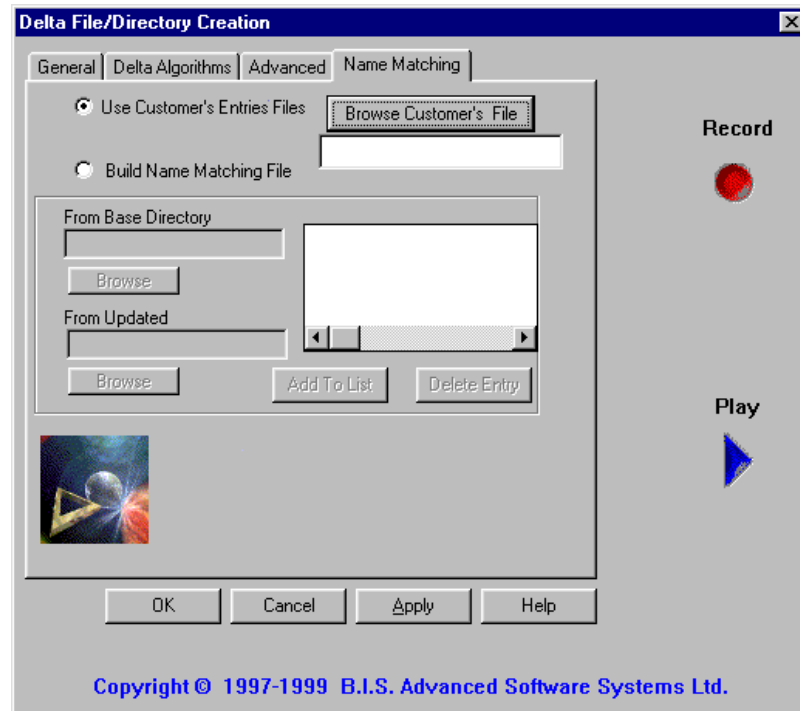 Delta File/Directory Creation
General Delta Algorithms Advanced Name Matching
Use Customer's Entries Files Browse Customer's File
Build Name Matching File
Record
From Base Directory
Browse
From Updated
Browse Add To List Delete Entry
Play
OK Cancel Apply Help
Copyright © 1997-1999 B.I.S. Advanced Software Systems Ltd.